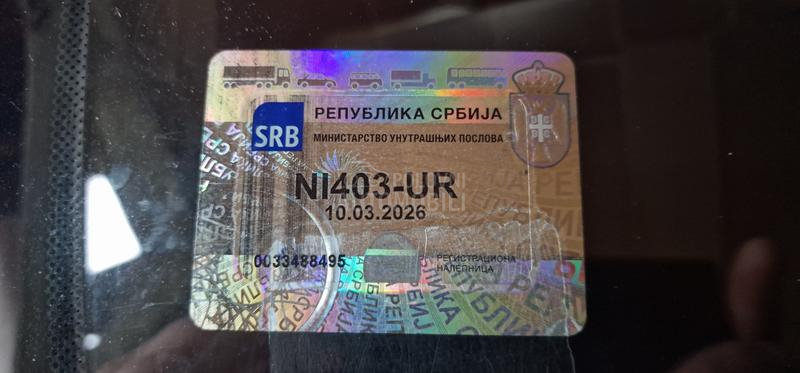 РЕПУБЛИКА СРБИЈА
SRB
МИНИСТАРСТВО УНУТРАШЊИХ ПОСЛОВА
NI403-UR
10.03.2026
0033488495
РЕГИСТРАЦИОНА
НАЛЕПНИЦА